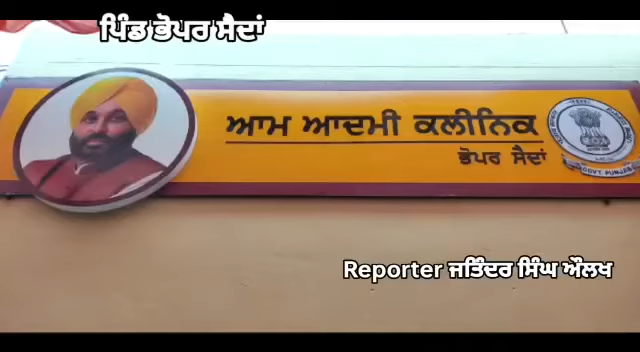 ਪਿੰਡ ਭੋਪਰ ਸੈਦਾਂ
ਆਮ ਆਦਮੀ ਕਲੀਨਿਕ
ਭੋਪਰ ਸੈਦਾਂ
GOVT. PUNJAB
Reporter ਜਤਿੰਦਰ ਸਿੰਘ ਔਲਖ